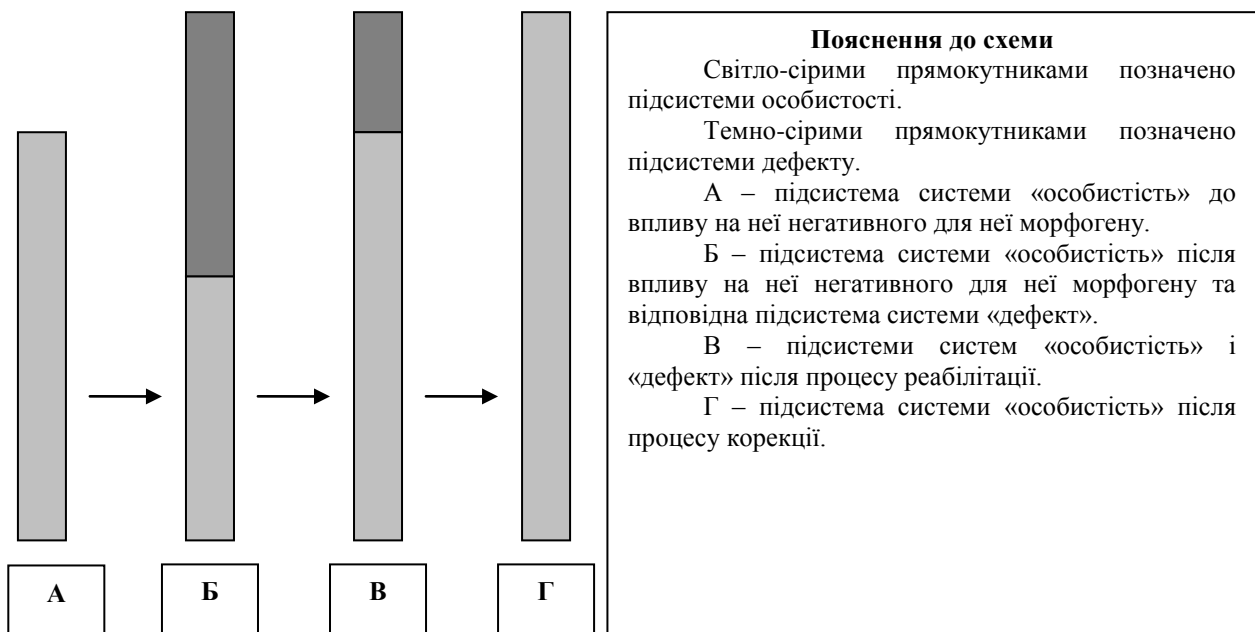 Пояснення до схеми
Світло-сірими прямокутниками позначено
підсистеми особистості.
Темно-сірими прямокутниками позначено
підсистеми дефекту.
А – підсистема системи «особистість» до
впливу на неї негативного для неї морфогену.
Б – підсистема системи «особистість» після
впливу на неї негативного для неї морфогену та
відповідна підсистема системи «дефект».
В – підсистеми систем «особистість» і
«дефект» після процесу реабілітації.
Г – підсистема системи «особистість» після
процесу корекції.
А
Б
В
Г